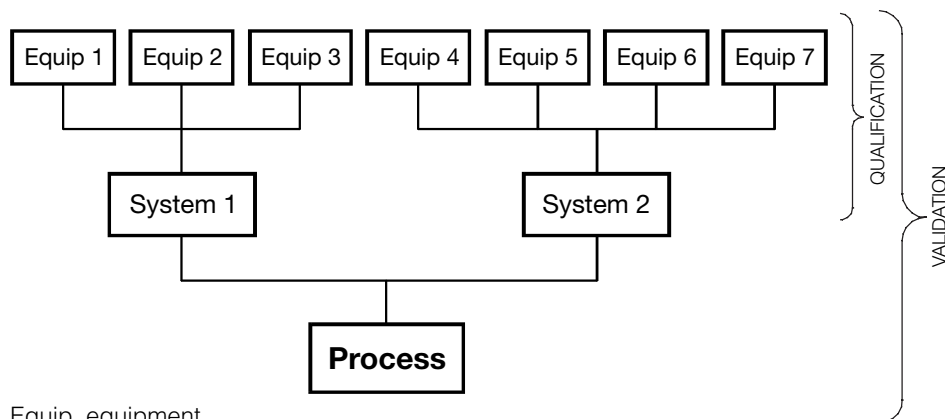 Equip 1 Equip 2 Equip 3 Equip 4 Equip 5 Equip 6 Equip 7
QUALIFICATION
VALIDATION
System 1 System 2
Process
Equip, equipment